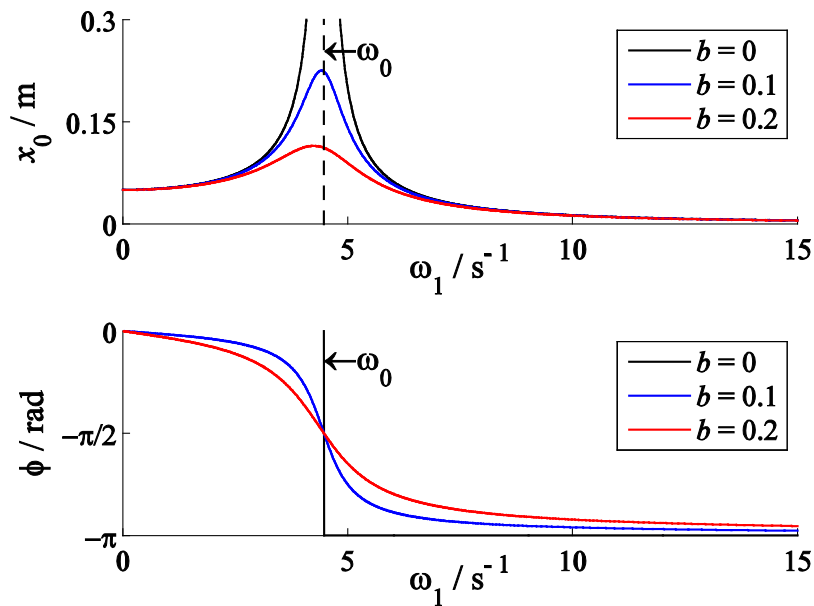 0.3
0.15
0
x₀ / m
ω₀
b = 0
b = 0.1
b = 0.2
0 5 10 15
ω₁ / s⁻¹
0
−π/2
−π
ϕ / rad
ω₀
b = 0
b = 0.1
b = 0.2
0 5 10 15
ω₁ / s⁻¹